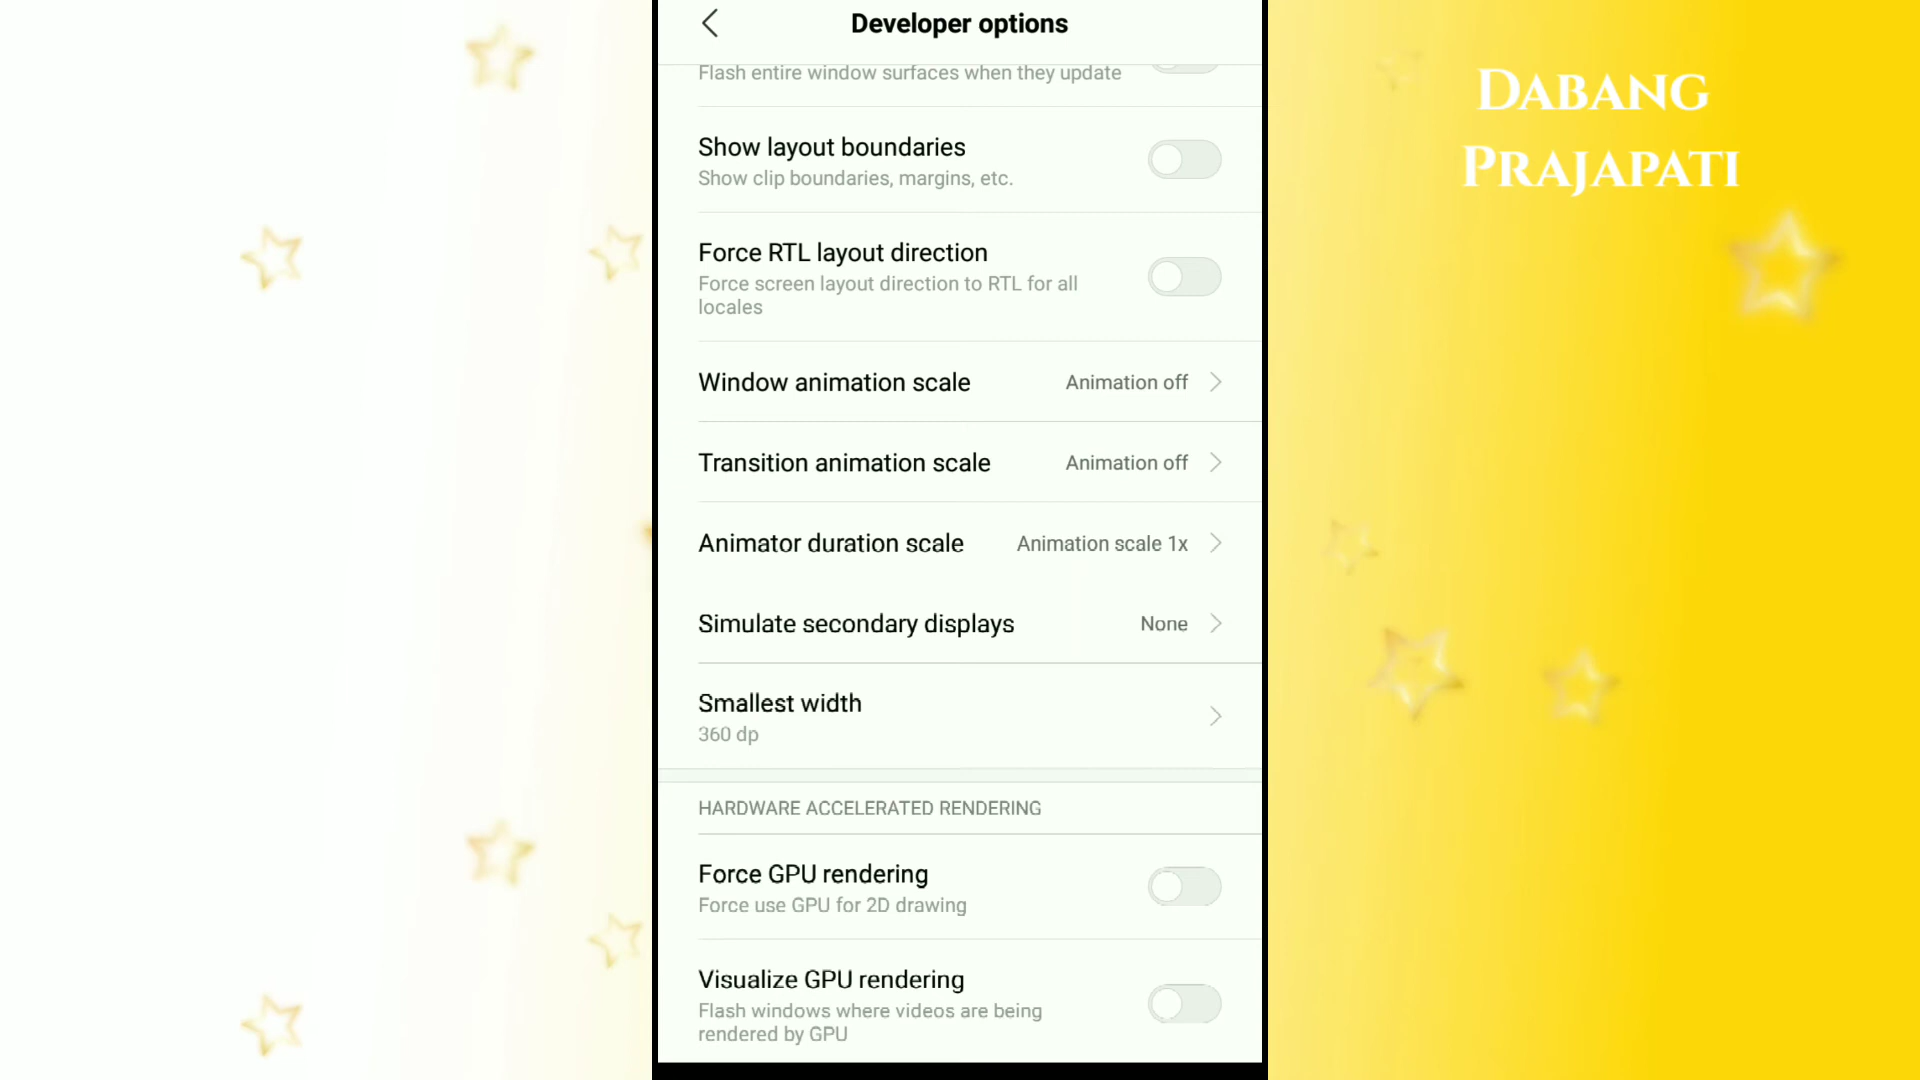 Developer options
Flash entire window surfaces when they update
Show layout boundaries
Show clip boundaries, margins, etc.
Force RTL layout direction
Force screen layout direction to RTL for all
locales
Window animation scale Animation off
Transition animation scale Animation off
Animator duration scale Animation scale 1x
Simulate secondary displays None
Smallest width
360 dp
HARDWARE ACCELERATED RENDERING
Force GPU rendering
Force use GPU for 2D drawing
Visualize GPU rendering
Flash windows where videos are being
rendered by GPU
DABANG
PRAJAPATI